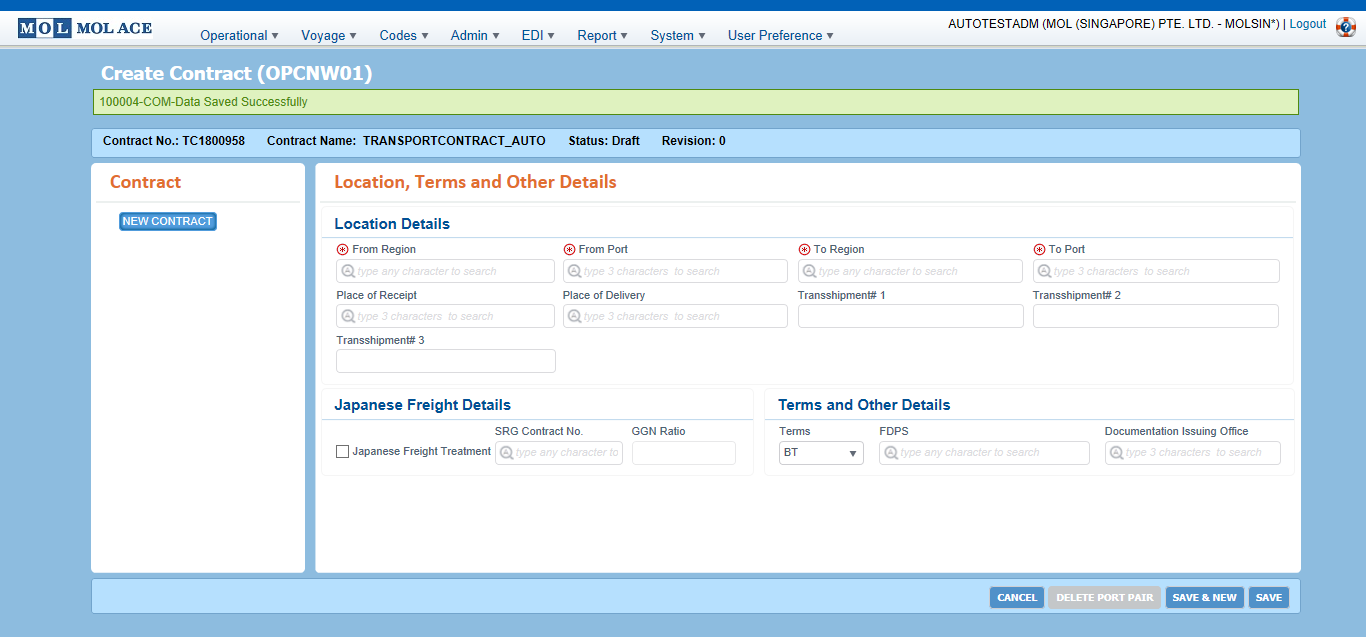 MOL MOL ACE
AUTOTESTADM (MOL (SINGAPORE) PTE. LTD. - MOLSIN*) | Logout
Operational Voyage Codes Admin EDI Report System User Preference
Create Contract (OPCNW01)
100004-COM-Data Saved Successfully
Contract No.: TC1800958 Contract Name: TRANSPORTCONTRACT_AUTO Status: Draft Revision: 0
Contract
NEW CONTRACT
Location, Terms and Other Details
Location Details
From Region From Port To Region To Port
type any character to search type 3 characters to search type any character to search type 3 characters to search
Place of Receipt Place of Delivery Transshipment# 1 Transshipment# 2
type 3 characters to search type 3 characters to search
Transshipment# 3
Japanese Freight Details
SRG Contract No. GGN Ratio
Japanese Freight Treatment type any character to
Terms and Other Details
Terms FDPS Documentation Issuing Office
BT type any character to search type 3 characters to search
CANCEL DELETE PORT PAIR SAVE & NEW SAVE